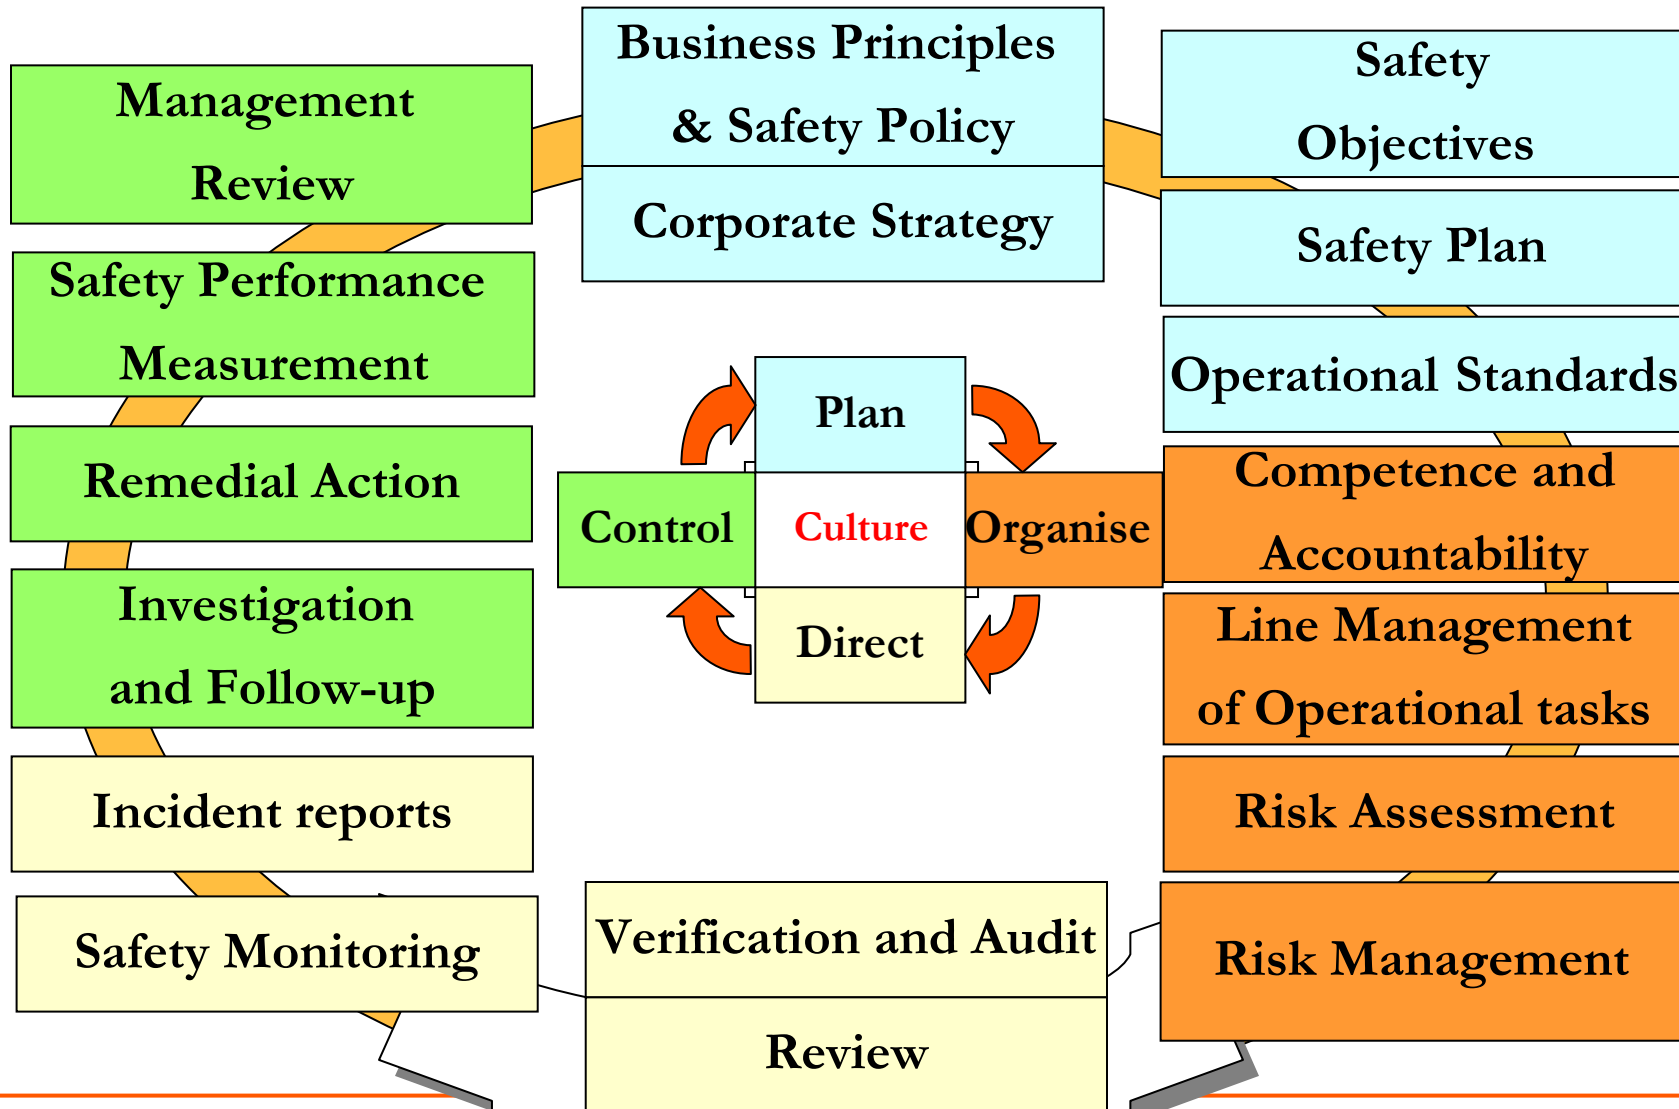 Business Principles
& Safety Policy
Corporate Strategy
Safety
Objectives
Safety Plan
Operational Standards
Competence and
Accountability
Line Management
of Operational tasks
Risk Assessment
Risk Management
Verification and Audit
Review
Safety Monitoring
Incident reports
Investigation
and Follow-up
Remedial Action
Safety Performance
Measurement
Management
Review
Plan
Control
Culture
Organise
Direct